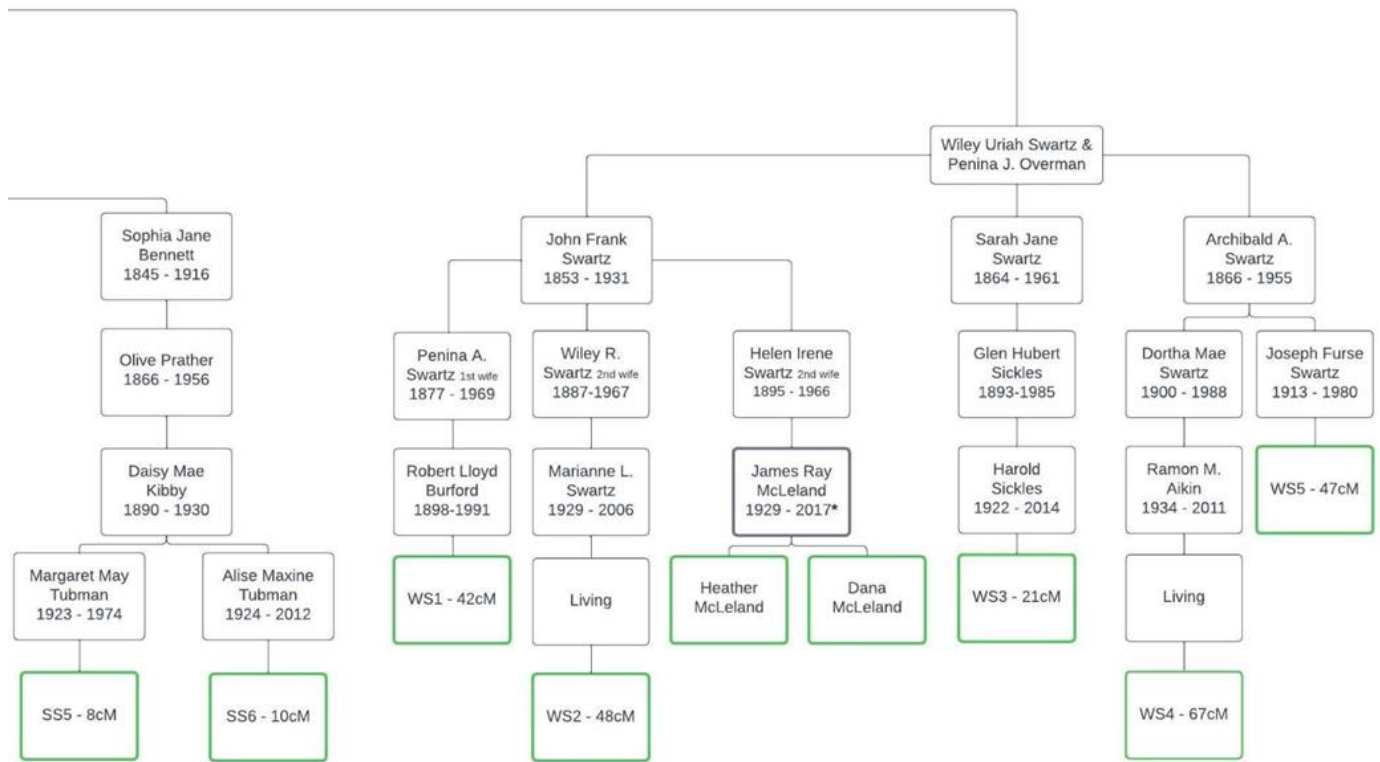 Wiley Uriah Swartz &
Penina J. Overman
Sophia Jane
Bennett
1845 - 1916
John Frank
Swartz
1853 - 1931
Sarah Jane
Swartz
1864 - 1961
Archibald A.
Swartz
1866 - 1955
Olive Prather
1866 - 1956
Penina A.
Swartz 1st wife
1877 - 1969
Wiley R.
Swartz 2nd wife
1887-1967
Helen Irene
Swartz 2nd wife
1895 - 1966
Glen Hubert
Sickles
1893-1985
Dortha Mae
Swartz
1900 - 1988
Joseph Furse
Swartz
1913 - 1980
Daisy Mae
Kibby
1890 - 1930
Robert Lloyd
Burford
1898-1991
Marianne L.
Swartz
1929 - 2006
James Ray
McLeland
1929 - 2017*
Harold
Sickles
1922 - 2014
Ramon M.
Aikin
1934 - 2011
WS5 - 47cM
Margaret May
Tubman
1923 - 1974
Alise Maxine
Tubman
1924 - 2012
WS1 - 42cM
Living
Heather
McLeland
Dana
McLeland
WS3 - 21cM
Living
SS5 - 8cM
SS6 - 10cM
WS2 - 48cM
WS4 - 67cM